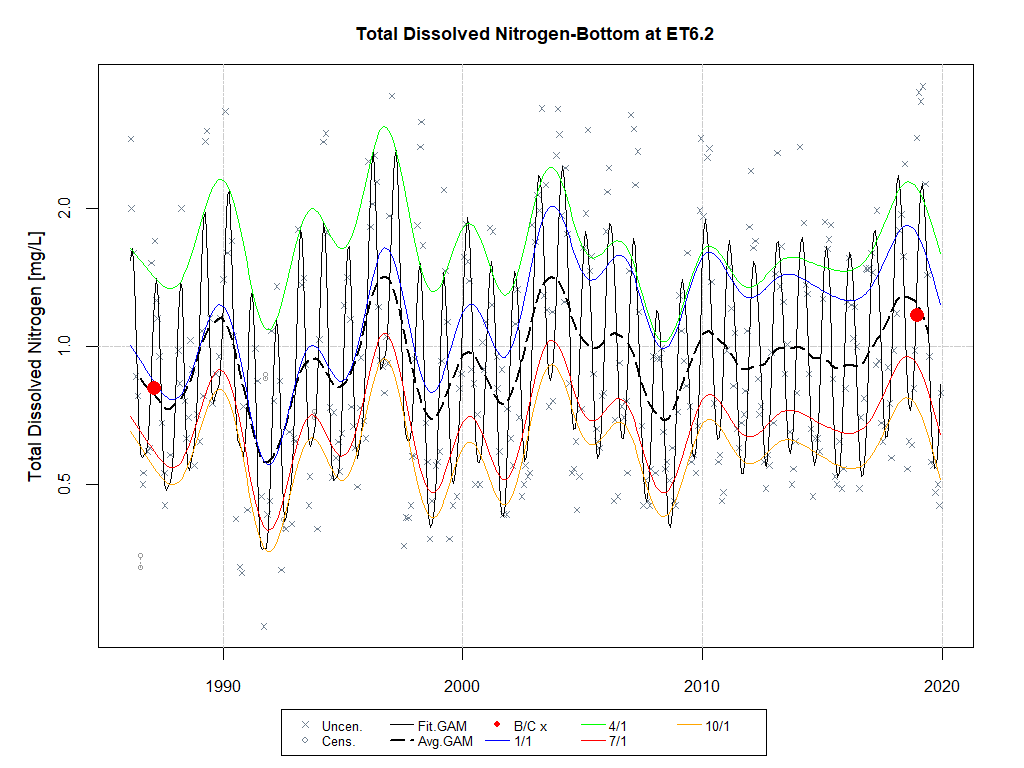 Total Dissolved Nitrogen-Bottom at ET6.2
Total Dissolved Nitrogen [mg/L]
2.0
1.0
0.5
1990 2000 2010 2020
Uncen. Fit.GAM B/C x 4/1 10/1
Cens. Avg.GAM 1/1 7/1